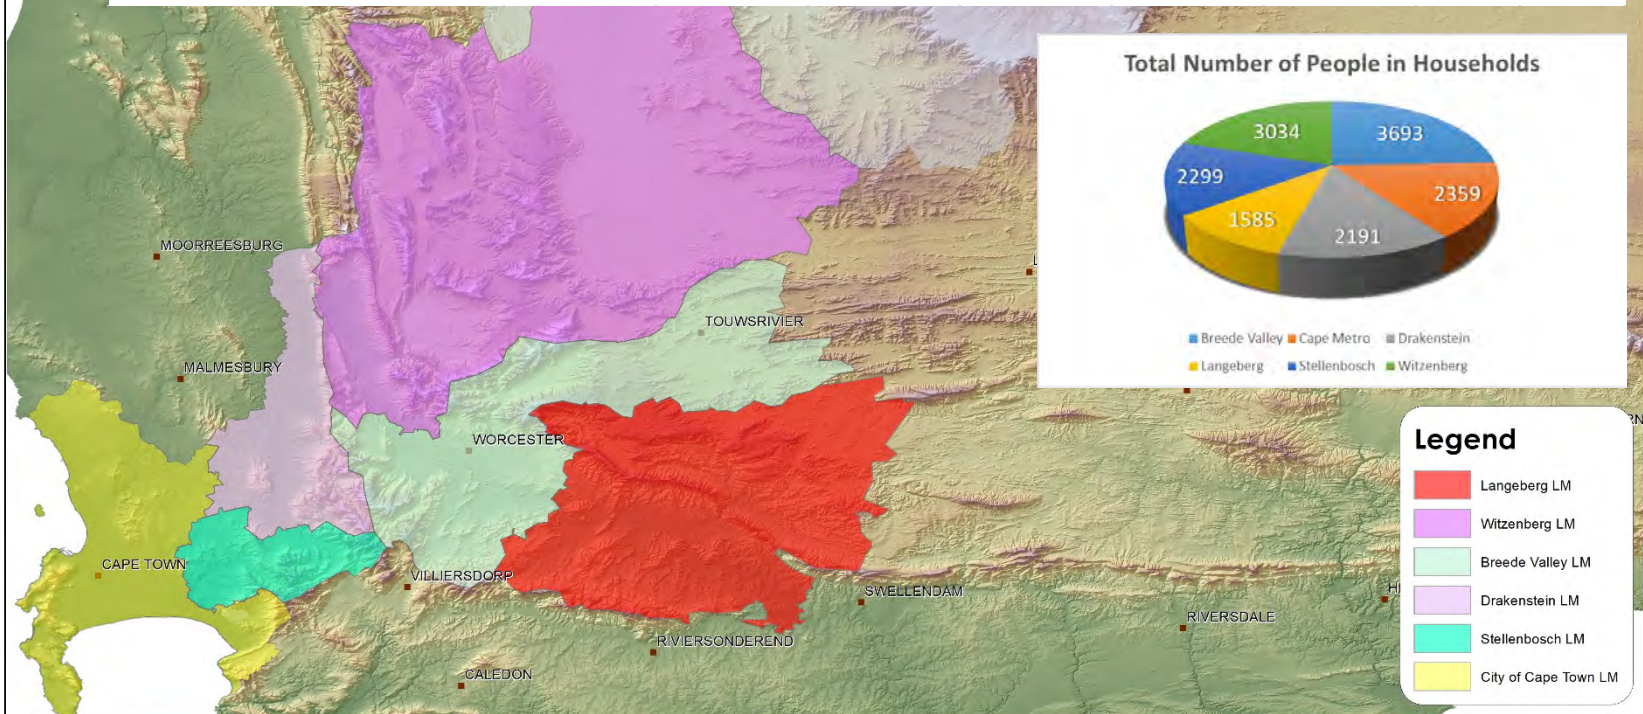 Total Number of People in Households
3034
3693
2299
2359
1585
2191
Breede Valley Cape Metro Drakenstein
Langeberg Stellenbosch Witzenberg
MOORREESBURG
TOUWSRIVIER
MALMESBURY
WORCESTER
CAPE TOWN
VILLIERSDORP
SWELLENDAM
RIVERSDALE
RIVIERSONDEREND
CALEDON
Legend
Langeberg LM
Witzenberg LM
Breede Valley LM
Drakenstein LM
Stellenbosch LM
City of Cape Town LM